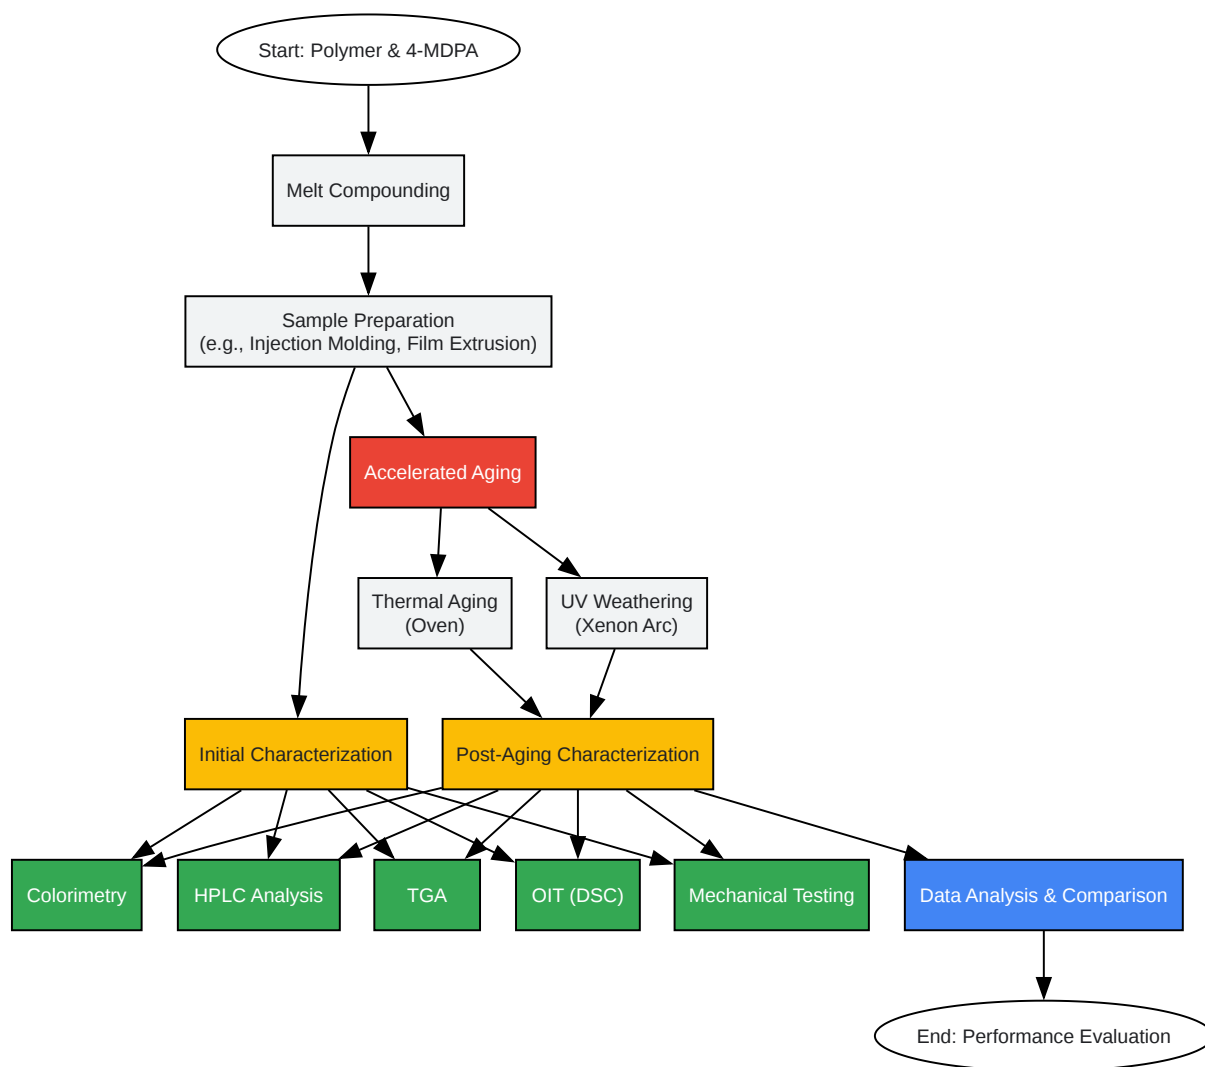 Start: Polymer & 4-MDPA
Melt Compounding
Sample Preparation
(e.g., Injection Molding, Film Extrusion)
Accelerated Aging
Thermal Aging
(Oven)
UV Weathering
(Xenon Arc)
Initial Characterization
Post-Aging Characterization
Colorimetry
HPLC Analysis
TGA
OIT (DSC)
Mechanical Testing
Data Analysis & Comparison
End: Performance Evaluation